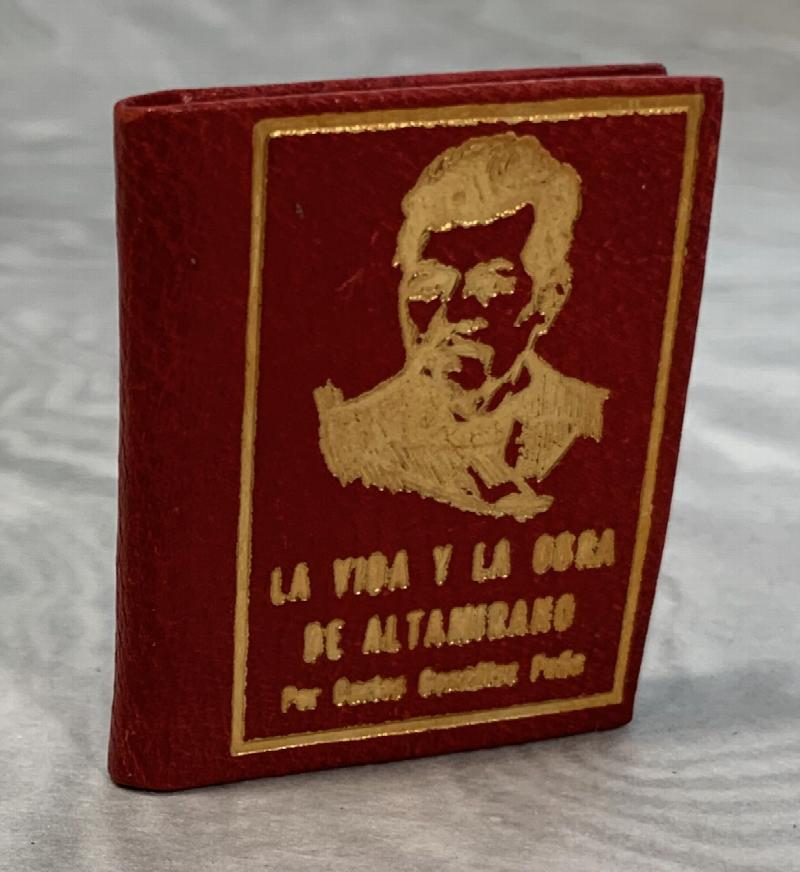 LA VIDA Y LA OBRA
DE ALTAMIRANO
Por Carlos González Peña